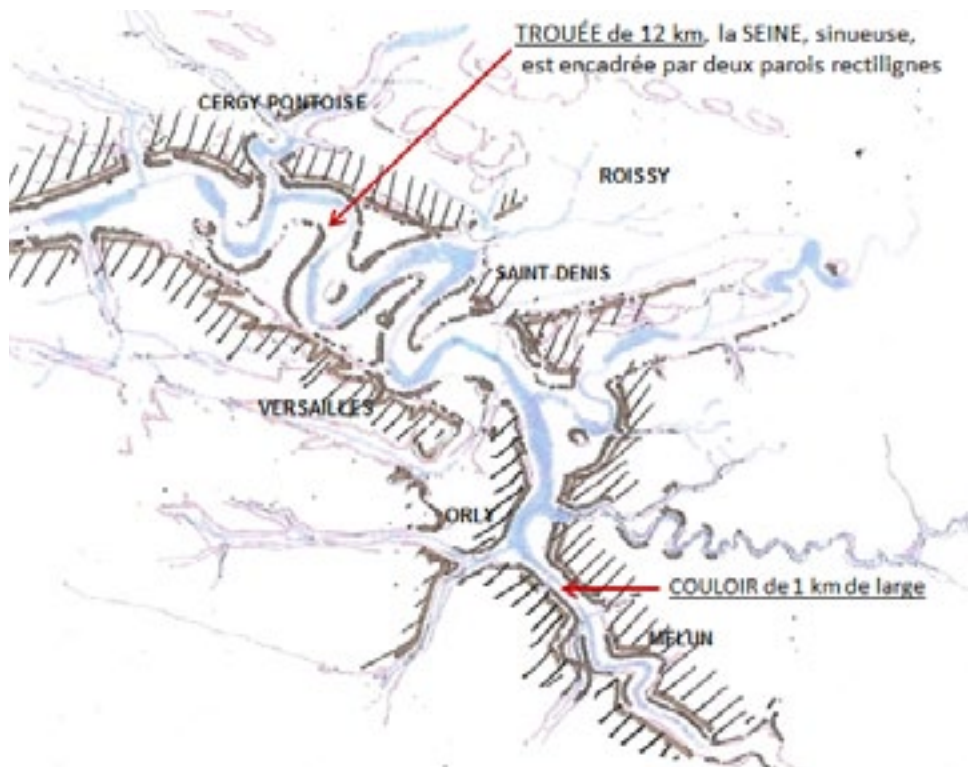 TROUÉE de 12 km, la SEINE, sinueuse,
est encadrée par deux parois rectilignes
CERGY PONTOISE
ROISSY
SAINT DENIS
VERSAILLES
ORLY
COULOIR de 1 km de large
MELUN